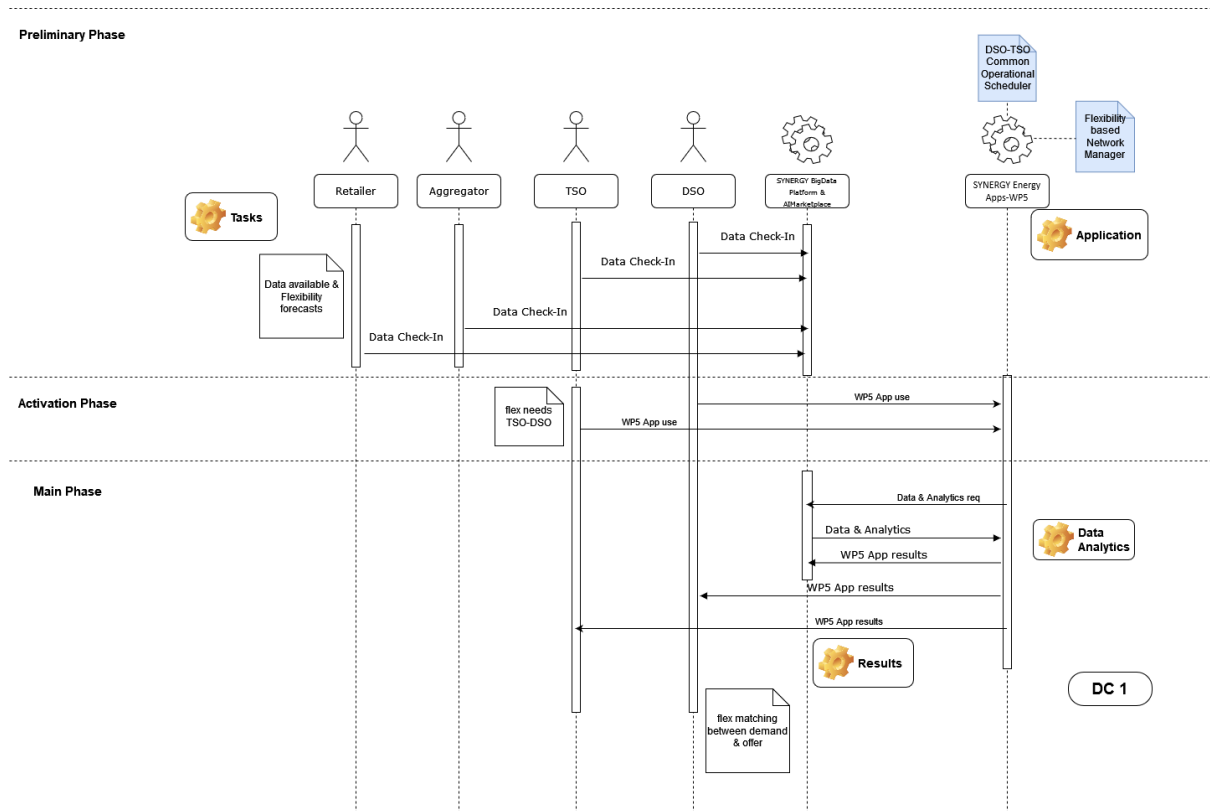 Preliminary Phase
DSO-TSO
Common
Operational
Scheduler
Flexibility
based
Network
Manager
Retailer
Aggregator
TSO
DSO
SYNERGY BigData
Platform &
AIMarketplace
SYNERGY Energy
Apps-WP5
Tasks
Application
Data Check-In
Data Check-In
Data available &
Flexibility
forecasts
Data Check-In
Data Check-In
Activation Phase
flex needs
TSO-DSO
WP5 App use
WP5 App use
Main Phase
Data & Analytics req
Data & Analytics
Data
Analytics
WP5 App results
WP5 App results
WP5 App results
Results
DC 1
flex matching
between demand
& offer